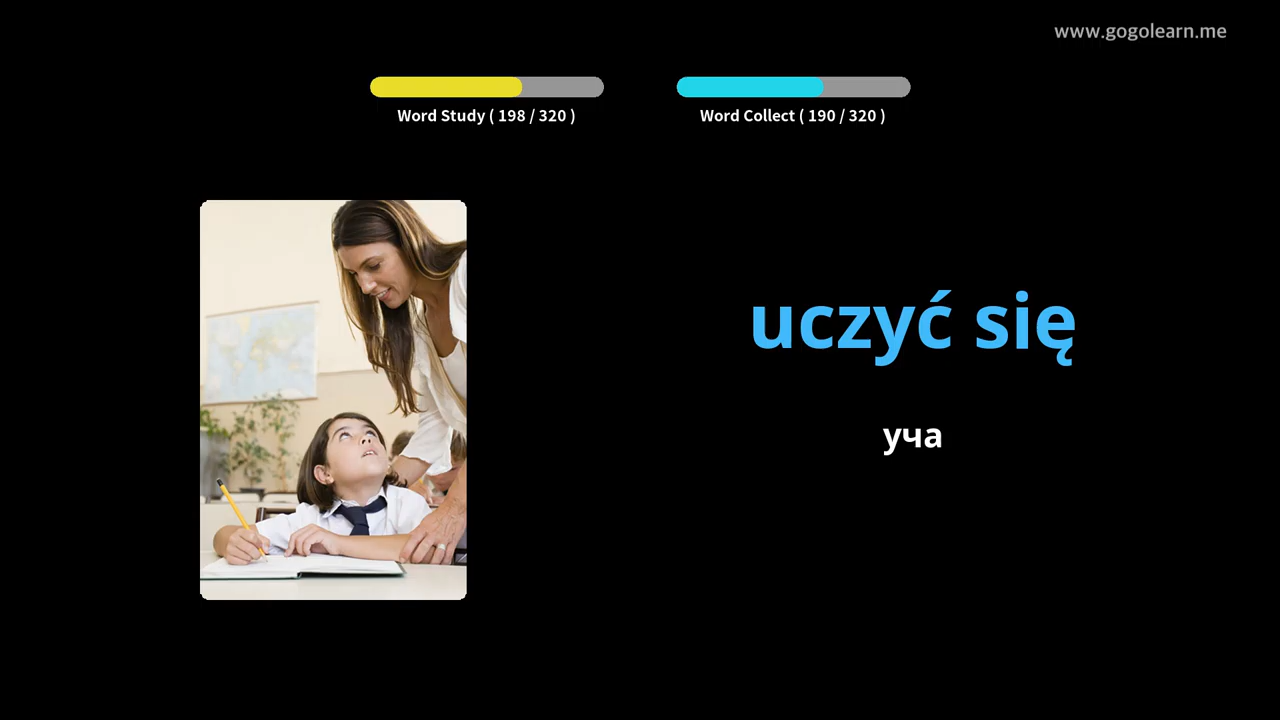 www.gogolearn.me
Word Study ( 198 / 320 )
Word Collect ( 190 / 320 )
uczyć się
уча